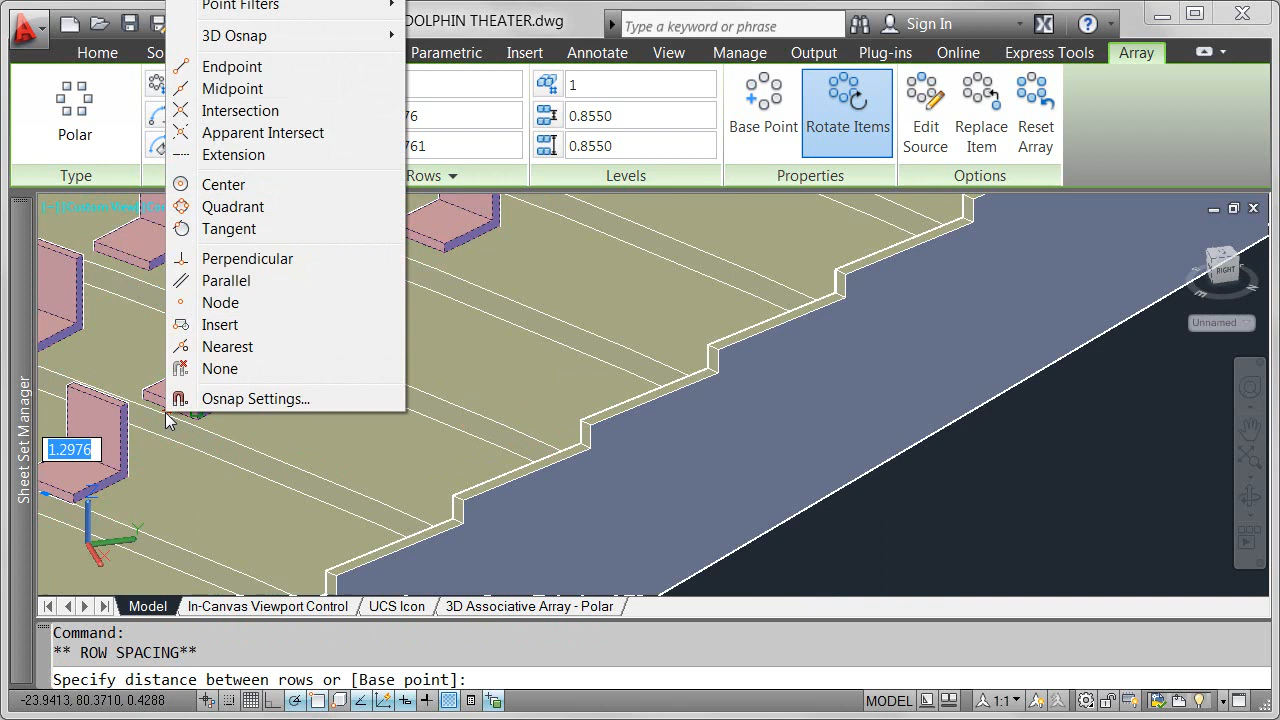 Point Filters
DOLPHIN THEATER.dwg
Type a keyword or phrase
Sign In
Home
So
Parametric
Insert
Annotate
View
Manage
Output
Plug-ins
Online
Express Tools
Array
3D Osnap
Endpoint
Midpoint
Intersection
Apparent Intersect
Extension
Center
Quadrant
Tangent
Perpendicular
Parallel
Node
Insert
Nearest
None
Osnap Settings...
Polar
Type
76
761
Rows
1
0.8550
0.8550
Levels
Base Point
Rotate Items
Properties
Edit Source
Replace Item
Reset Array
Options
RIGHT
Unnamed
Sheet Set Manager
1.2976
Y
X
Model
In-Canvas Viewport Control
UCS Icon
3D Associative Array - Polar
Command:
** ROW SPACING**
Specify distance between rows or [Base point]:
-23.9413, 80.3710, 0.4288
MODEL
1:1